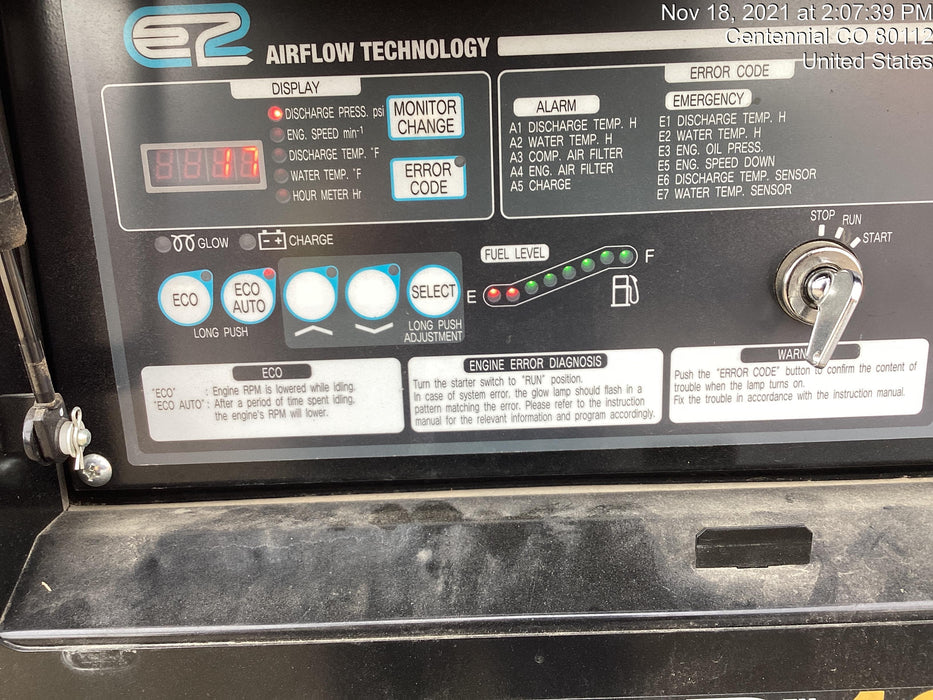 Nov 18, 2021 at 2:07:39 PM
Centennial CO 80112
United States
E2 AIRFLOW TECHNOLOGY
DISPLAY
DISCHARGE PRESS. psi
ENG. SPEED min-1
DISCHARGE TEMP. °F
WATER TEMP. °F
HOUR METER Hr
MONITOR
CHANGE
ERROR
CODE
ERROR CODE
ALARM
A1 DISCHARGE TEMP. H
A2 WATER TEMP. H
A3 COMP. AIR FILTER
A4 ENG. AIR FILTER
A5 CHARGE
EMERGENCY
E1 DISCHARGE TEMP. H
E2 WATER TEMP. H
E3 ENG. OIL PRESS.
E5 ENG. SPEED DOWN
E6 DISCHARGE TEMP. SENSOR
E7 WATER TEMP. SENSOR
GLOW
CHARGE
ECO
ECO
AUTO
LONG PUSH
SELECT
LONG PUSH
ADJUSTMENT
FUEL LEVEL
E
F
STOP
RUN
START
ECO
"ECO" : Engine RPM is lowered while idling.
"ECO AUTO" : After a period of time spent idling,
the engine's RPM will lower.
ENGINE ERROR DIAGNOSIS
Turn the starter switch to "RUN" position.
In case of system error, the glow lamp should flash in a
pattern matching the error. Please refer to the instruction
manual for the relevant information and program accordingly.
Push the "ERROR CODE" button to confirm the content of
trouble when the lamp turns on.
Fix the trouble in accordance with the instruction manual.